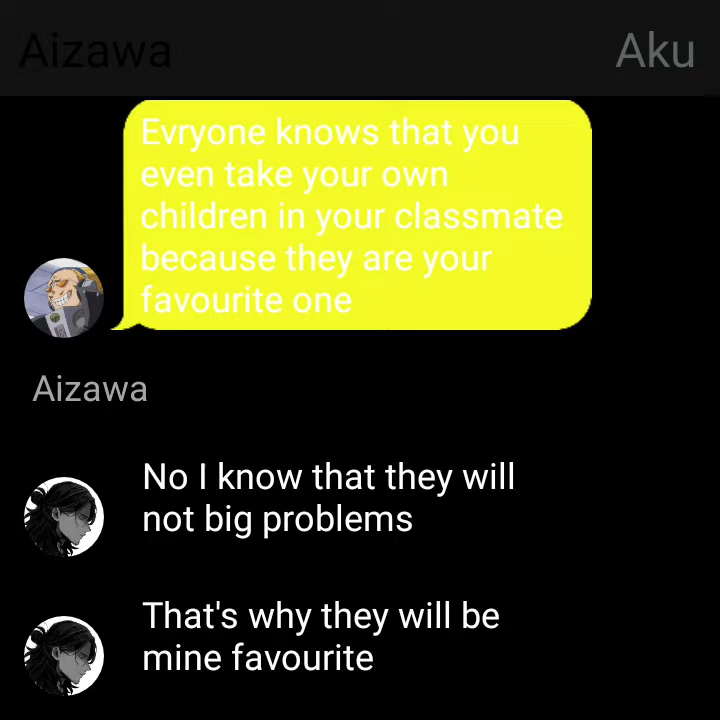 Aizawa
Aku
Evryone knows that you
even take your own
children in your classmate
because they are your
favourite one
Aizawa
No I know that they will
not big problems
That's why they will be
mine favourite